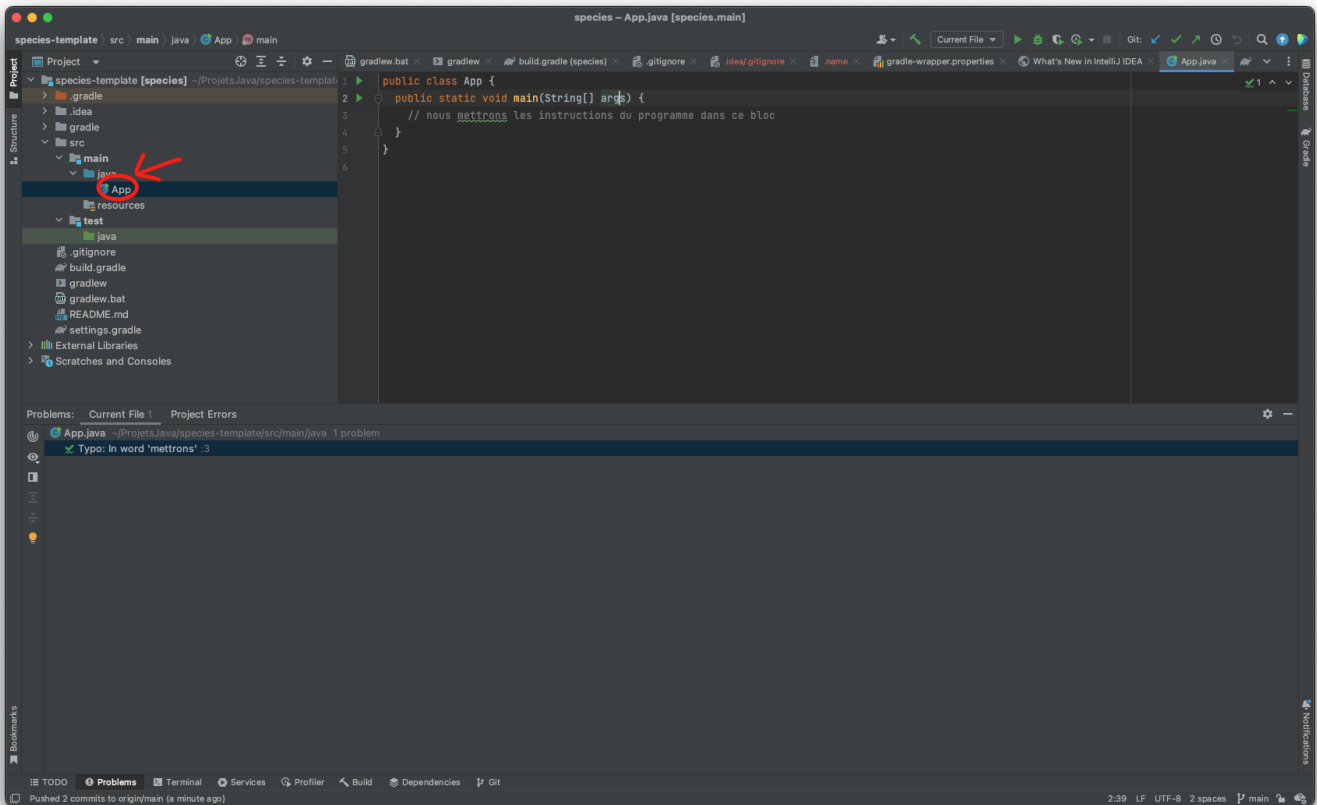 species – App.java [species.main]
species-template src main java App main
Current File Git:
Project
gradlew.bat gradlew build.gradle (species) .gitignore .idea/.gitignore .name gradle-wrapper.properties What's New in IntelliJ IDEA App.java
Project
Structure
Bookmarks
species-template [species] ~/ProjetsJava/species-templat
.gradle
.idea
gradle
src
main
java
App
resources
test
java
.gitignore
build.gradle
gradlew
gradlew.bat
README.md
settings.gradle
External Libraries
Scratches and Consoles
1 public class App {
2 public static void main(String[] args) {
3 // nous mettrons les instructions du programme dans ce bloc
4 }
5 }
6
1
Database
Gradle
Notifications
Problems: Current File 1 Project Errors
App.java ~/ProjetsJava/species-template/src/main/java 1 problem
Typo: In word 'mettrons' :3
TODO Problems Terminal Services Profiler Build Dependencies Git
Pushed 2 commits to origin/main (a minute ago) 2:39 LF UTF-8 2 spaces main